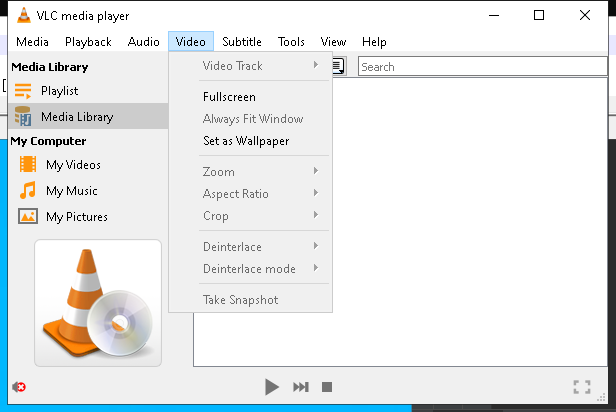 VLC media player
Media Playback Audio Video Subtitle Tools View Help
Media Library
Playlist
Media Library
My Computer
My Videos
My Music
My Pictures
Video Track
Fullscreen
Always Fit Window
Set as Wallpaper
Zoom
Aspect Ratio
Crop
Deinterlace
Deinterlace mode
Take Snapshot
Search